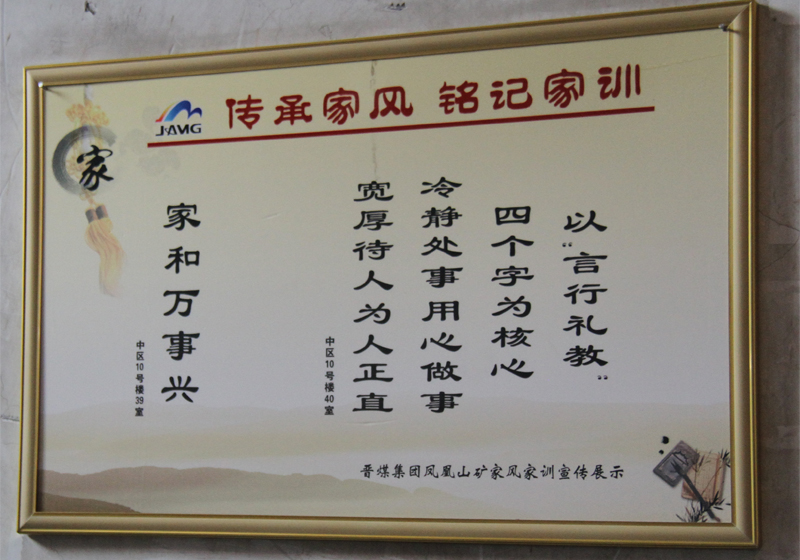 JAMG
传承家风 铭记家训
家
以“言行礼教”
四个字为核心
冷静处事用心做事
宽厚待人为人正直
中区10号楼40室
家和万事兴
中区10号楼39室
晋煤集团凤凰山矿家风家训宣传展示